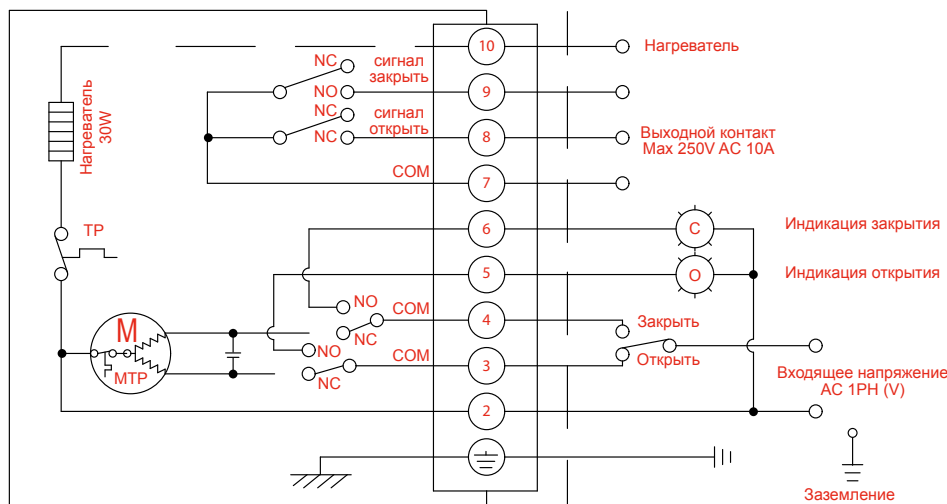 10
Нагреватель
NC
сигнал
закрыть
NO
9
NC
сигнал
открыть
NC
8
Выходной контакт
Max 250V AC 10A
Нагреватель
30W
COM
7
TP
6
C
Индикация закрытия
5
O
Индикация открытия
NO
COM
4
Закрыть
M
NC
MTP
NO
COM
3
Открыть
NC
Входящее напряжение
AC 1PH (V)
2
Заземление